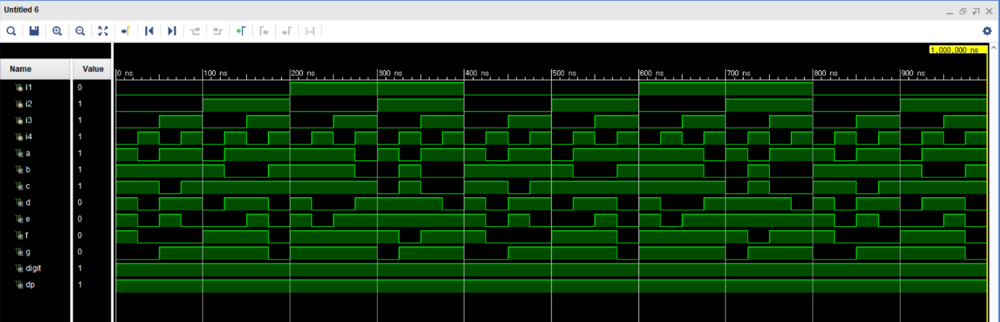 Untitled 6
1,000,000 ns
Name Value
0 ns 100 ns 200 ns 300 ns 400 ns 500 ns 600 ns 700 ns 800 ns 900 ns
i1 0
i2 1
i3 1
i4 1
a 1
b 1
c 1
d 0
e 0
f 0
g 0
digit 1
dp 1